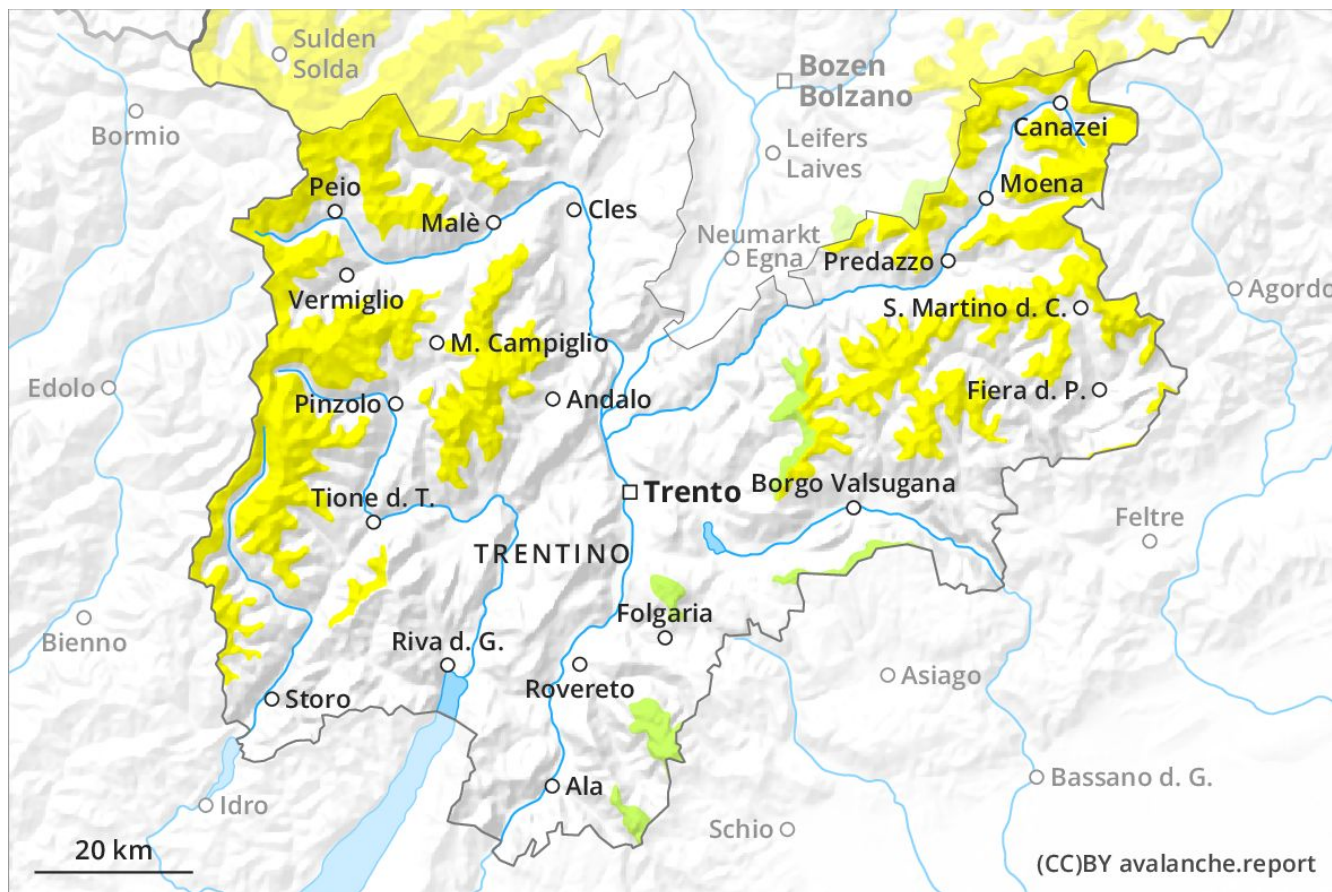 Sulden
Solda
Bozen
Bolzano
Bormio
Canazei
Leifers
Laives
Peio
Moena
Malè
Cles
Neumarkt
Egna
Predazzo
Vermiglio
Agordo
S. Martino d. C.
M. Campiglio
Edolo
Andalo
Fiera d. P.
Pinzolo
Trento
Borgo Valsugana
Tione d. T.
Feltre
TRENTINO
Folgaria
Bienno
Riva d. G.
Asiago
Rovereto
Storo
Bassano d. G.
Ala
Idro
Schio
20 km
(CC)BY avalanche.report